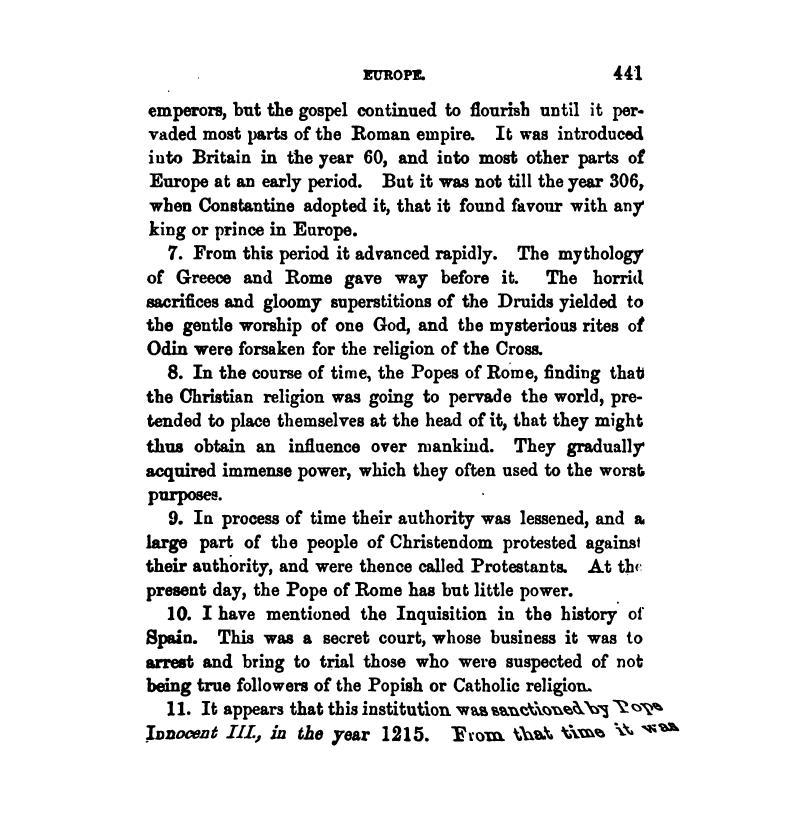 EUROPE. 441
emperors, but the gospel continued to flourish until it per-
vaded most parts of the Roman empire. It was introduced
into Britain in the year 60, and into most other parts of
Europe at an early period. But it was not till the year 306,
when Constantine adopted it, that it found favour with any
king or prince in Europe.
7. From this period it advanced rapidly. The mythology
of Greece and Rome gave way before it. The horrid
sacrifices and gloomy superstitions of the Druids yielded to
the gentle worship of one God, and the mysterious rites of
Odin were forsaken for the religion of the Cross.
8. In the course of time, the Popes of Rome, finding that
the Christian religion was going to pervade the world, pre-
tended to place themselves at the head of it, that they might
thus obtain an influence over mankind. They gradually
acquired immense power, which they often used to the worst
purposes.
9. In process of time their authority was lessened, and a
large part of the people of Christendom protested against
their authority, and were thence called Protestants. At the
present day, the Pope of Rome has but little power.
10. I have mentioned the Inquisition in the history of
Spain. This was a secret court, whose business it was to
arrest and bring to trial those who were suspected of not
being true followers of the Popish or Catholic religion.
11. It appears that this institution was sanctioned by Pope
Innocent III., in the year 1215. From that time it was